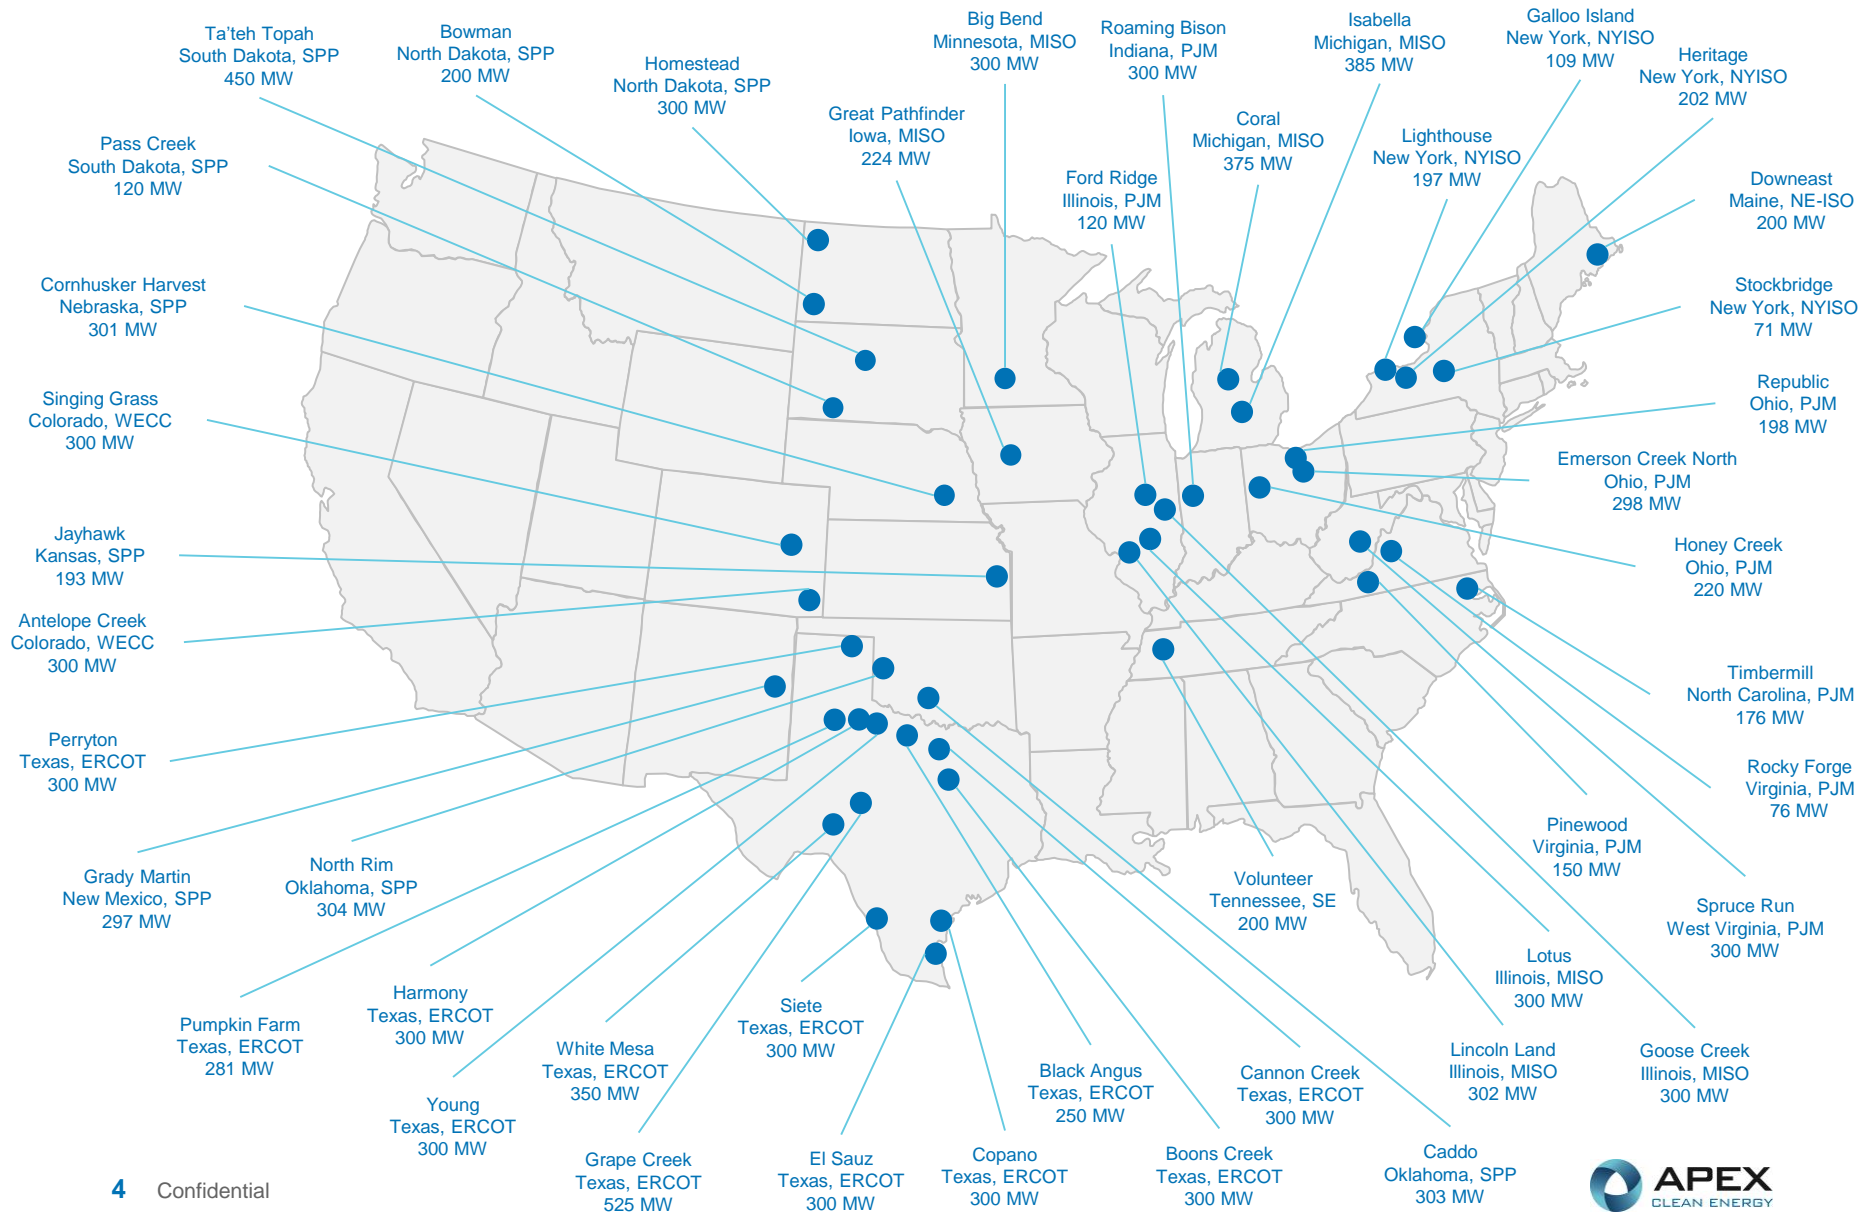 Ta'teh Topah
South Dakota, SPP
450 MW
Bowman
North Dakota, SPP
200 MW
Homestead
North Dakota, SPP
300 MW
Big Bend
Minnesota, MISO
300 MW
Roaming Bison
Indiana, PJM
300 MW
Isabella
Michigan, MISO
385 MW
Galloo Island
New York, NYISO
109 MW
Heritage
New York, NYISO
202 MW
Pass Creek
South Dakota, SPP
120 MW
Great Pathfinder
Iowa, MISO
224 MW
Ford Ridge
Illinois, PJM
120 MW
Coral
Michigan, MISO
375 MW
Lighthouse
New York, NYISO
197 MW
Downeast
Maine, NE-ISO
200 MW
Cornhusker Harvest
Nebraska, SPP
301 MW
Stockbridge
New York, NYISO
71 MW
Singing Grass
Colorado, WECC
300 MW
Republic
Ohio, PJM
198 MW
Emerson Creek North
Ohio, PJM
298 MW
Jayhawk
Kansas, SPP
193 MW
Honey Creek
Ohio, PJM
220 MW
Antelope Creek
Colorado, WECC
300 MW
Timbermill
North Carolina, PJM
176 MW
Perryton
Texas, ERCOT
300 MW
Rocky Forge
Virginia, PJM
76 MW
Grady Martin
New Mexico, SPP
297 MW
North Rim
Oklahoma, SPP
304 MW
Pinewood
Virginia, PJM
150 MW
Volunteer
Tennessee, SE
200 MW
Spruce Run
West Virginia, PJM
300 MW
Pumpkin Farm
Texas, ERCOT
281 MW
Harmony
Texas, ERCOT
300 MW
Siete
Texas, ERCOT
300 MW
Lotus
Illinois, MISO
300 MW
White Mesa
Texas, ERCOT
350 MW
Black Angus
Texas, ERCOT
250 MW
Cannon Creek
Texas, ERCOT
300 MW
Lincoln Land
Illinois, MISO
302 MW
Goose Creek
Illinois, MISO
300 MW
Young
Texas, ERCOT
300 MW
Grape Creek
Texas, ERCOT
525 MW
El Sauz
Texas, ERCOT
300 MW
Copano
Texas, ERCOT
300 MW
Boons Creek
Texas, ERCOT
300 MW
Caddo
Oklahoma, SPP
303 MW
4 Confidential
APEX
CLEAN ENERGY